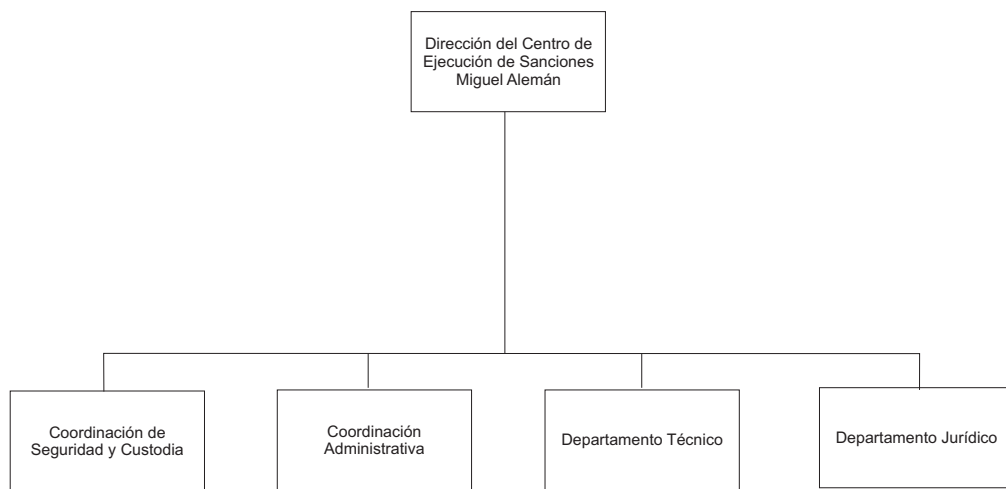 Dirección del Centro de
Ejecución de Sanciones
Miguel Alemán
Coordinación de
Seguridad y Custodia
Coordinación
Administrativa
Departamento Técnico
Departamento Jurídico